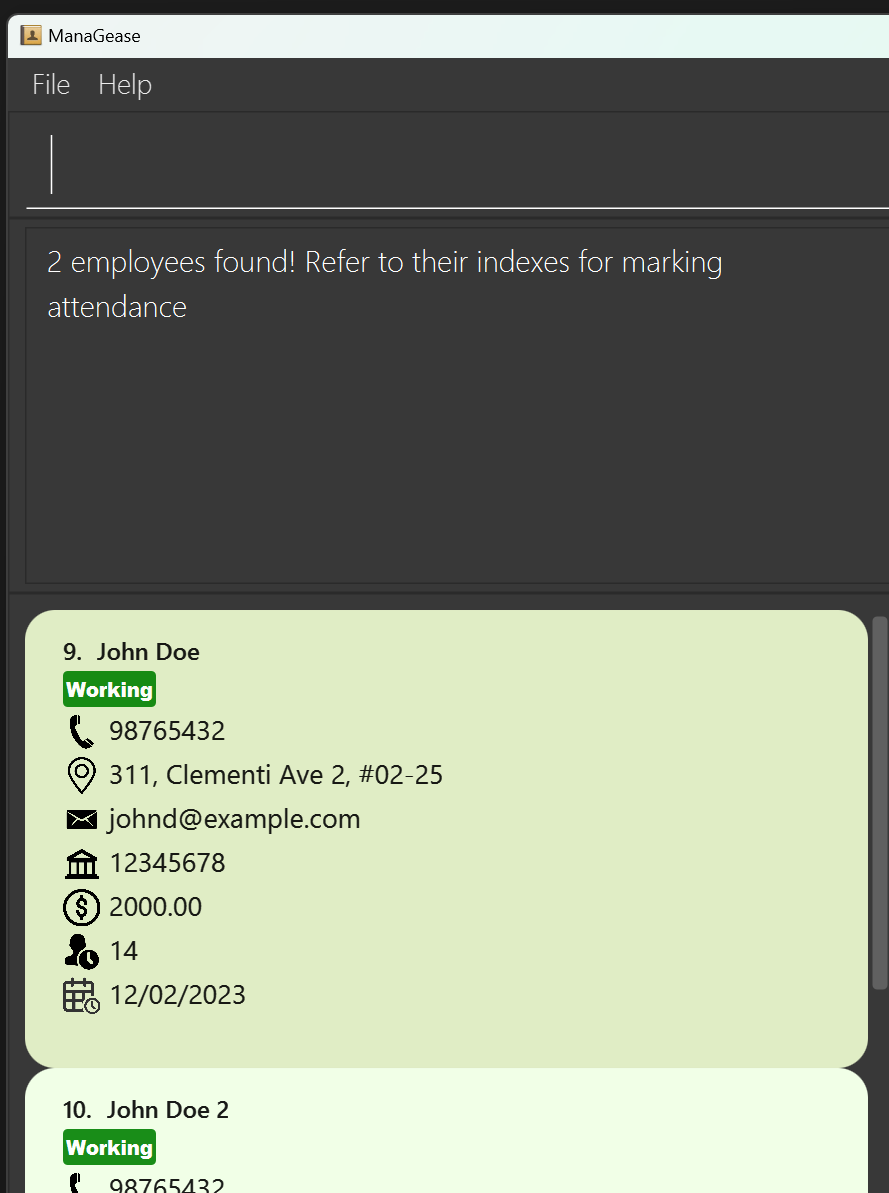 ManaGease
File Help
2 employees found! Refer to their indexes for marking
attendance
9. John Doe
Working
98765432
311, Clementi Ave 2, #02-25
johnd@example.com
12345678
2000.00
14
12/02/2023
10. John Doe 2
Working
98765432